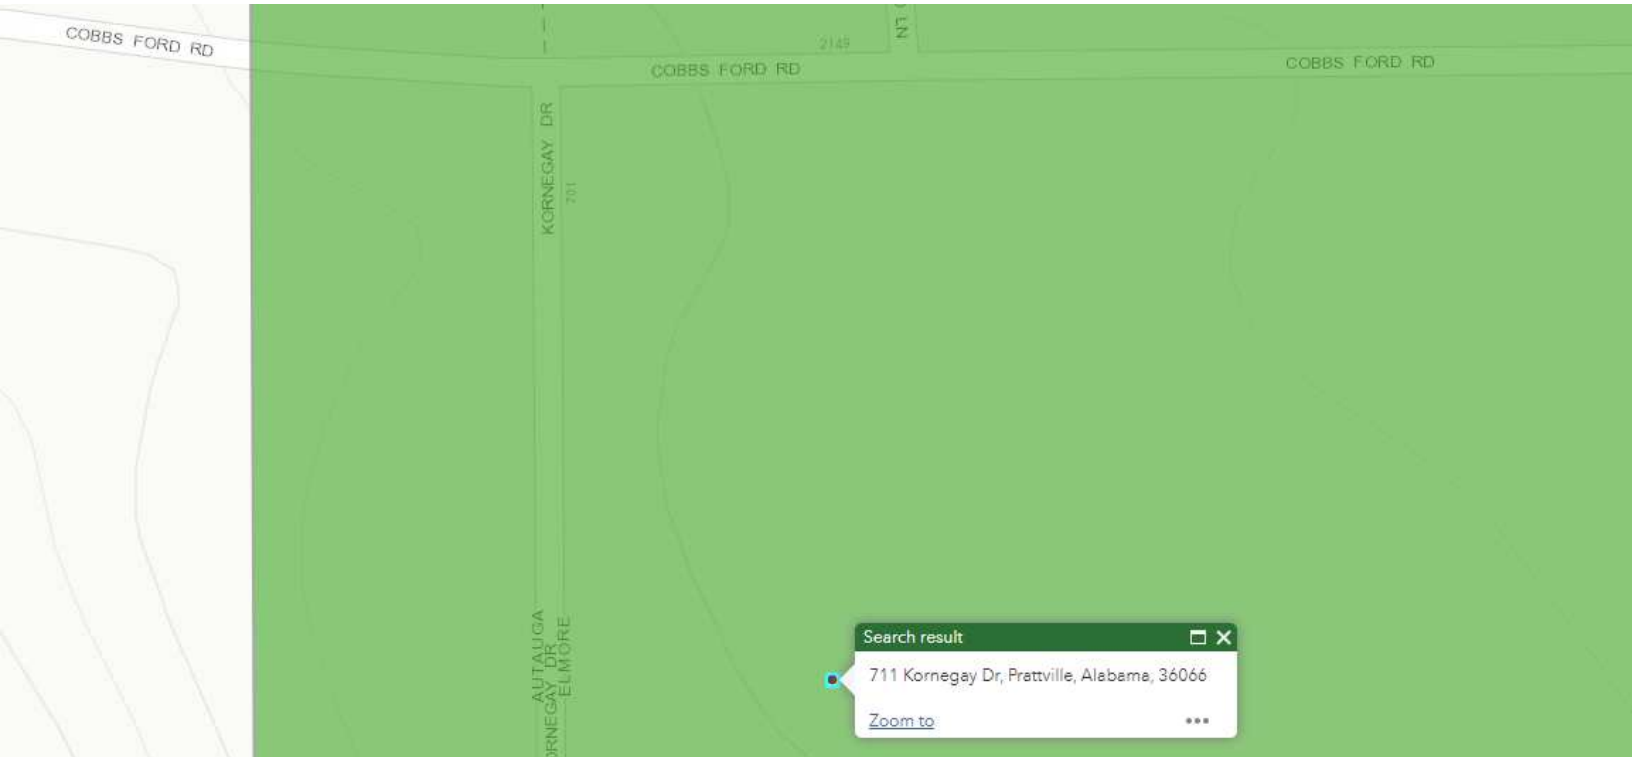 COBBS FORD RD
2149
LN
COBBS FORD RD
COBBS FORD RD
KORNEGAY DR
701
AUTAUGA
ELMORE
Search result
711 Kornegay Dr, Prattville, Alabama, 36066
Zoom to
ORNEGAY DR